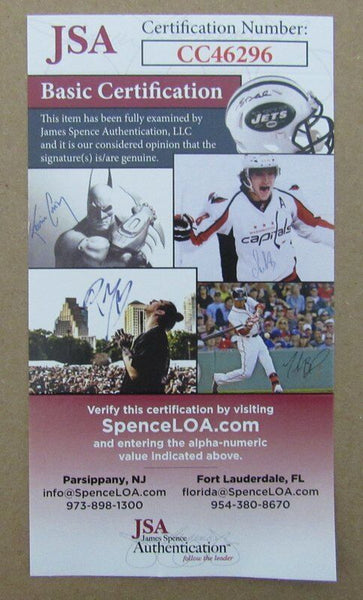 JSA
Certification Number:
CC46296
Basic Certification
This item has been fully examined by
James Spence Authentication, LLC
and it is our considered opinion that the
signature(s) is/are genuine.
JETS
A
capitals
Verify this certification by visiting
SpenceLOA.com
and entering the alpha-numeric
value indicated above.
Parsippany, NJ
info@SpenceLOA.com
973-898-1300
Fort Lauderdale, FL
florida@SpenceLOA.com
954-380-8670
JSA
James Spence
Authentication™
follow the leader